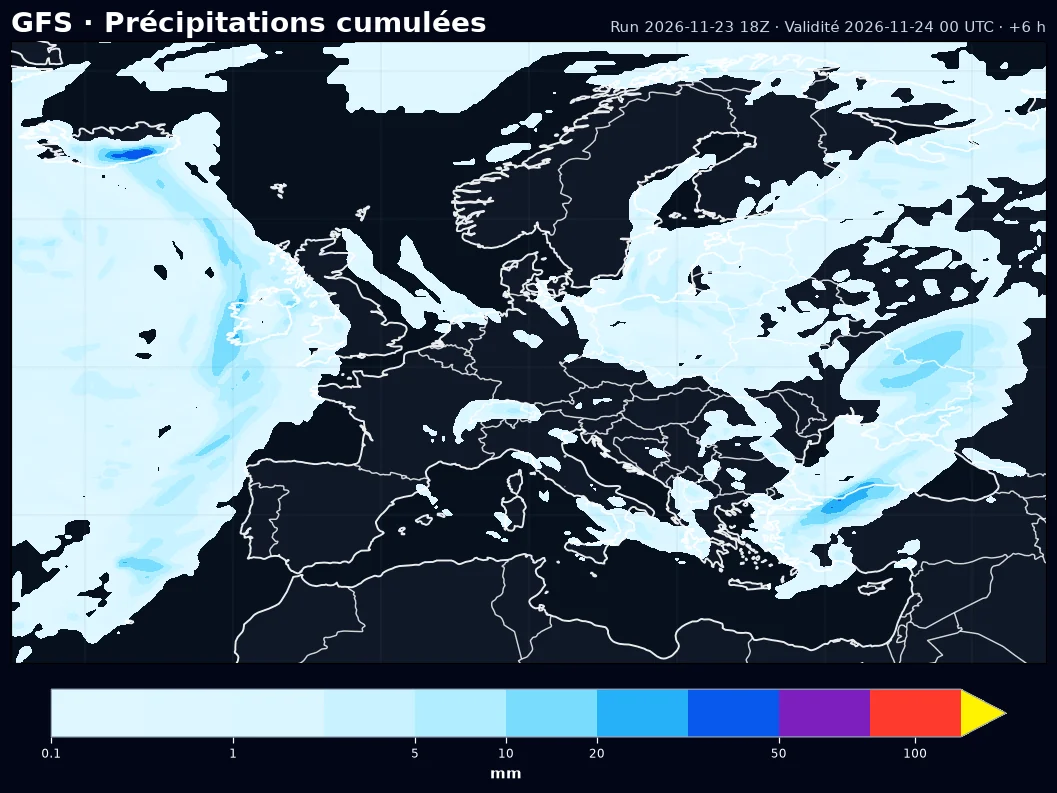 GFS · Précipitations cumulées
Run 2026-11-23 18Z · Validité 2026-11-24 00 UTC · +6 h
0.1 1 5 10 20 50 100
mm